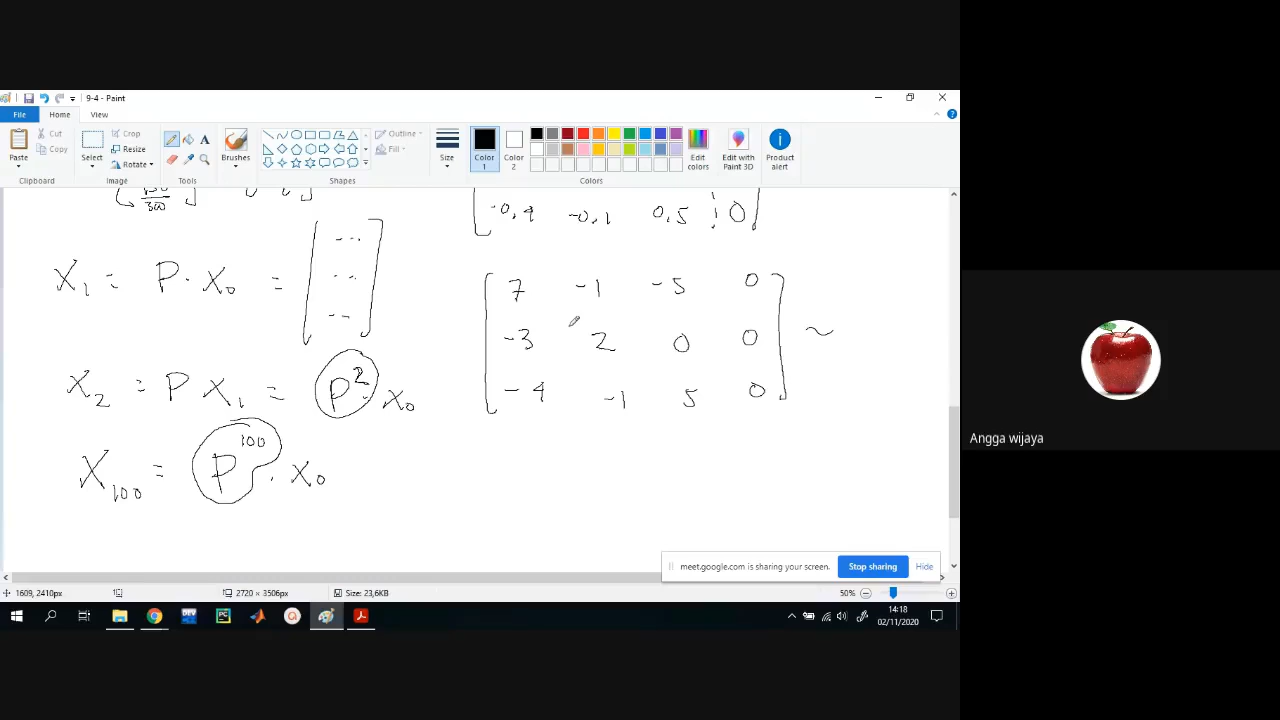 9-4 - Paint
File Home View
Paste
Cut
Copy
Clipboard
Select
Crop
Resize
Rotate
Image
Tools
Brushes
Shapes
Outline
Fill
Size
Color 1
Color 2
Edit colors
Edit with Paint 3D
Product alert
Colors
300
-0,4 -0,1 0,5 0
X1 = P . X0 =
...
...
...
X2 = P X1 = P^2 . X0
X100 = P^100 . X0
7 -1 -5 0
-3 2 0 0 ~
-4 -1 5 0
Angga wijaya
meet.google.com is sharing your screen. Stop sharing Hide
1609, 2410px 2720 × 3506px Size: 23,6KB 50%
14:18
02/11/2020